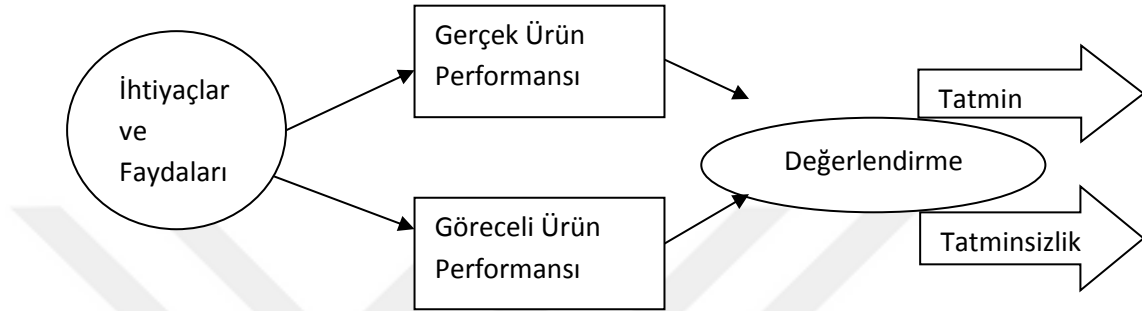 İhtiyaçlar
ve
Faydaları
Gerçek Ürün
Performansı
Göreceli Ürün
Performansı
Değerlendirme
Tatmin
Tatminsizlik